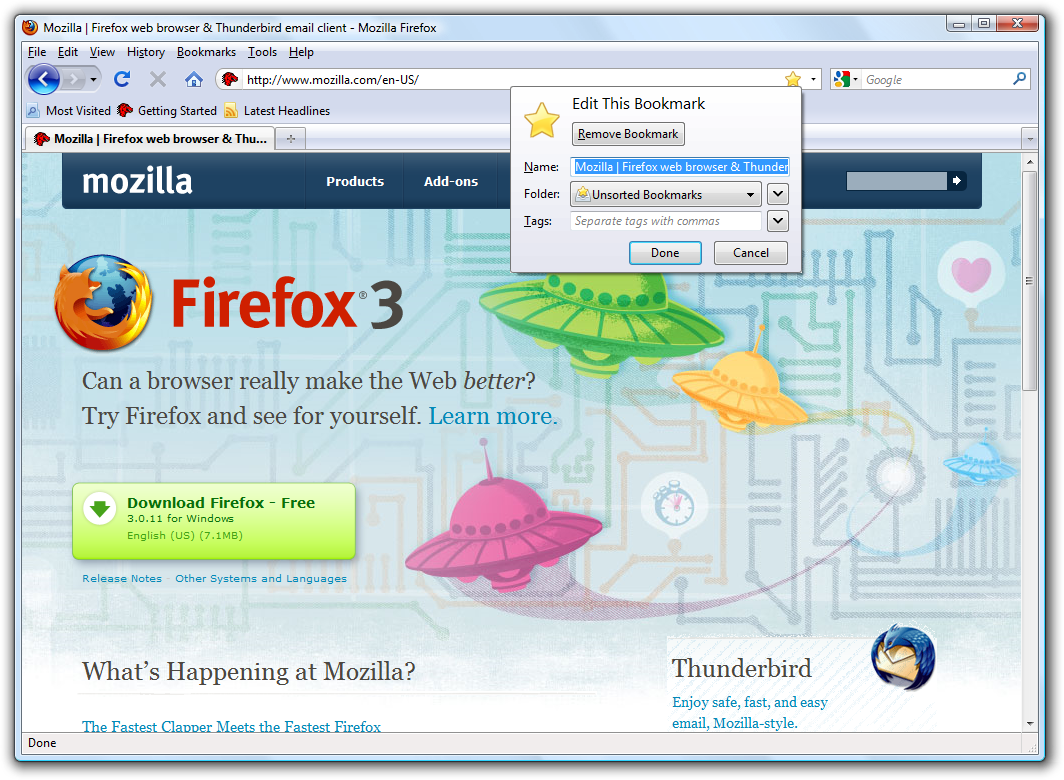 Mozilla | Firefox web browser & Thunderbird email client - Mozilla Firefox
File Edit View History Bookmarks Tools Help
http://www.mozilla.com/en-US/
Google
Most Visited Getting Started Latest Headlines
Mozilla | Firefox web browser & Thu...
Edit This Bookmark
Remove Bookmark
Name: Mozilla | Firefox web browser & Thunder
Folder: Unsorted Bookmarks
Tags: Separate tags with commas
Done Cancel
mozilla Products Add-ons
Firefox® 3
Can a browser really make the Web better?
Try Firefox and see for yourself. Learn more.
Download Firefox - Free
3.0.11 for Windows
English (US) (7.1MB)
Release Notes · Other Systems and Languages
What's Happening at Mozilla?
The Fastest Clapper Meets the Fastest Firefox
Thunderbird
Enjoy safe, fast, and easy
email, Mozilla-style.
Done